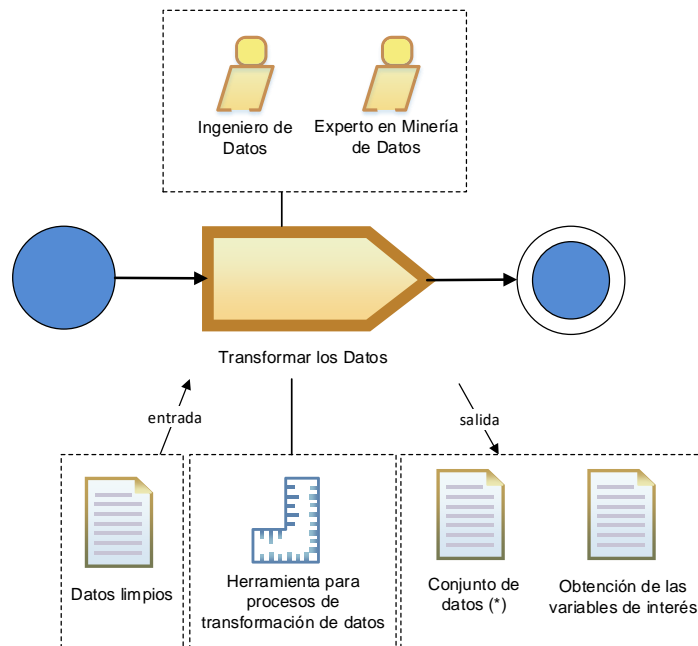 Ingeniero de
Datos
Experto en Minería
de Datos
Transformar los Datos
entrada
salida
Datos limpios
Herramienta para
procesos de
transformación de datos
Conjunto de
datos (*)
Obtención de las
variables de interés